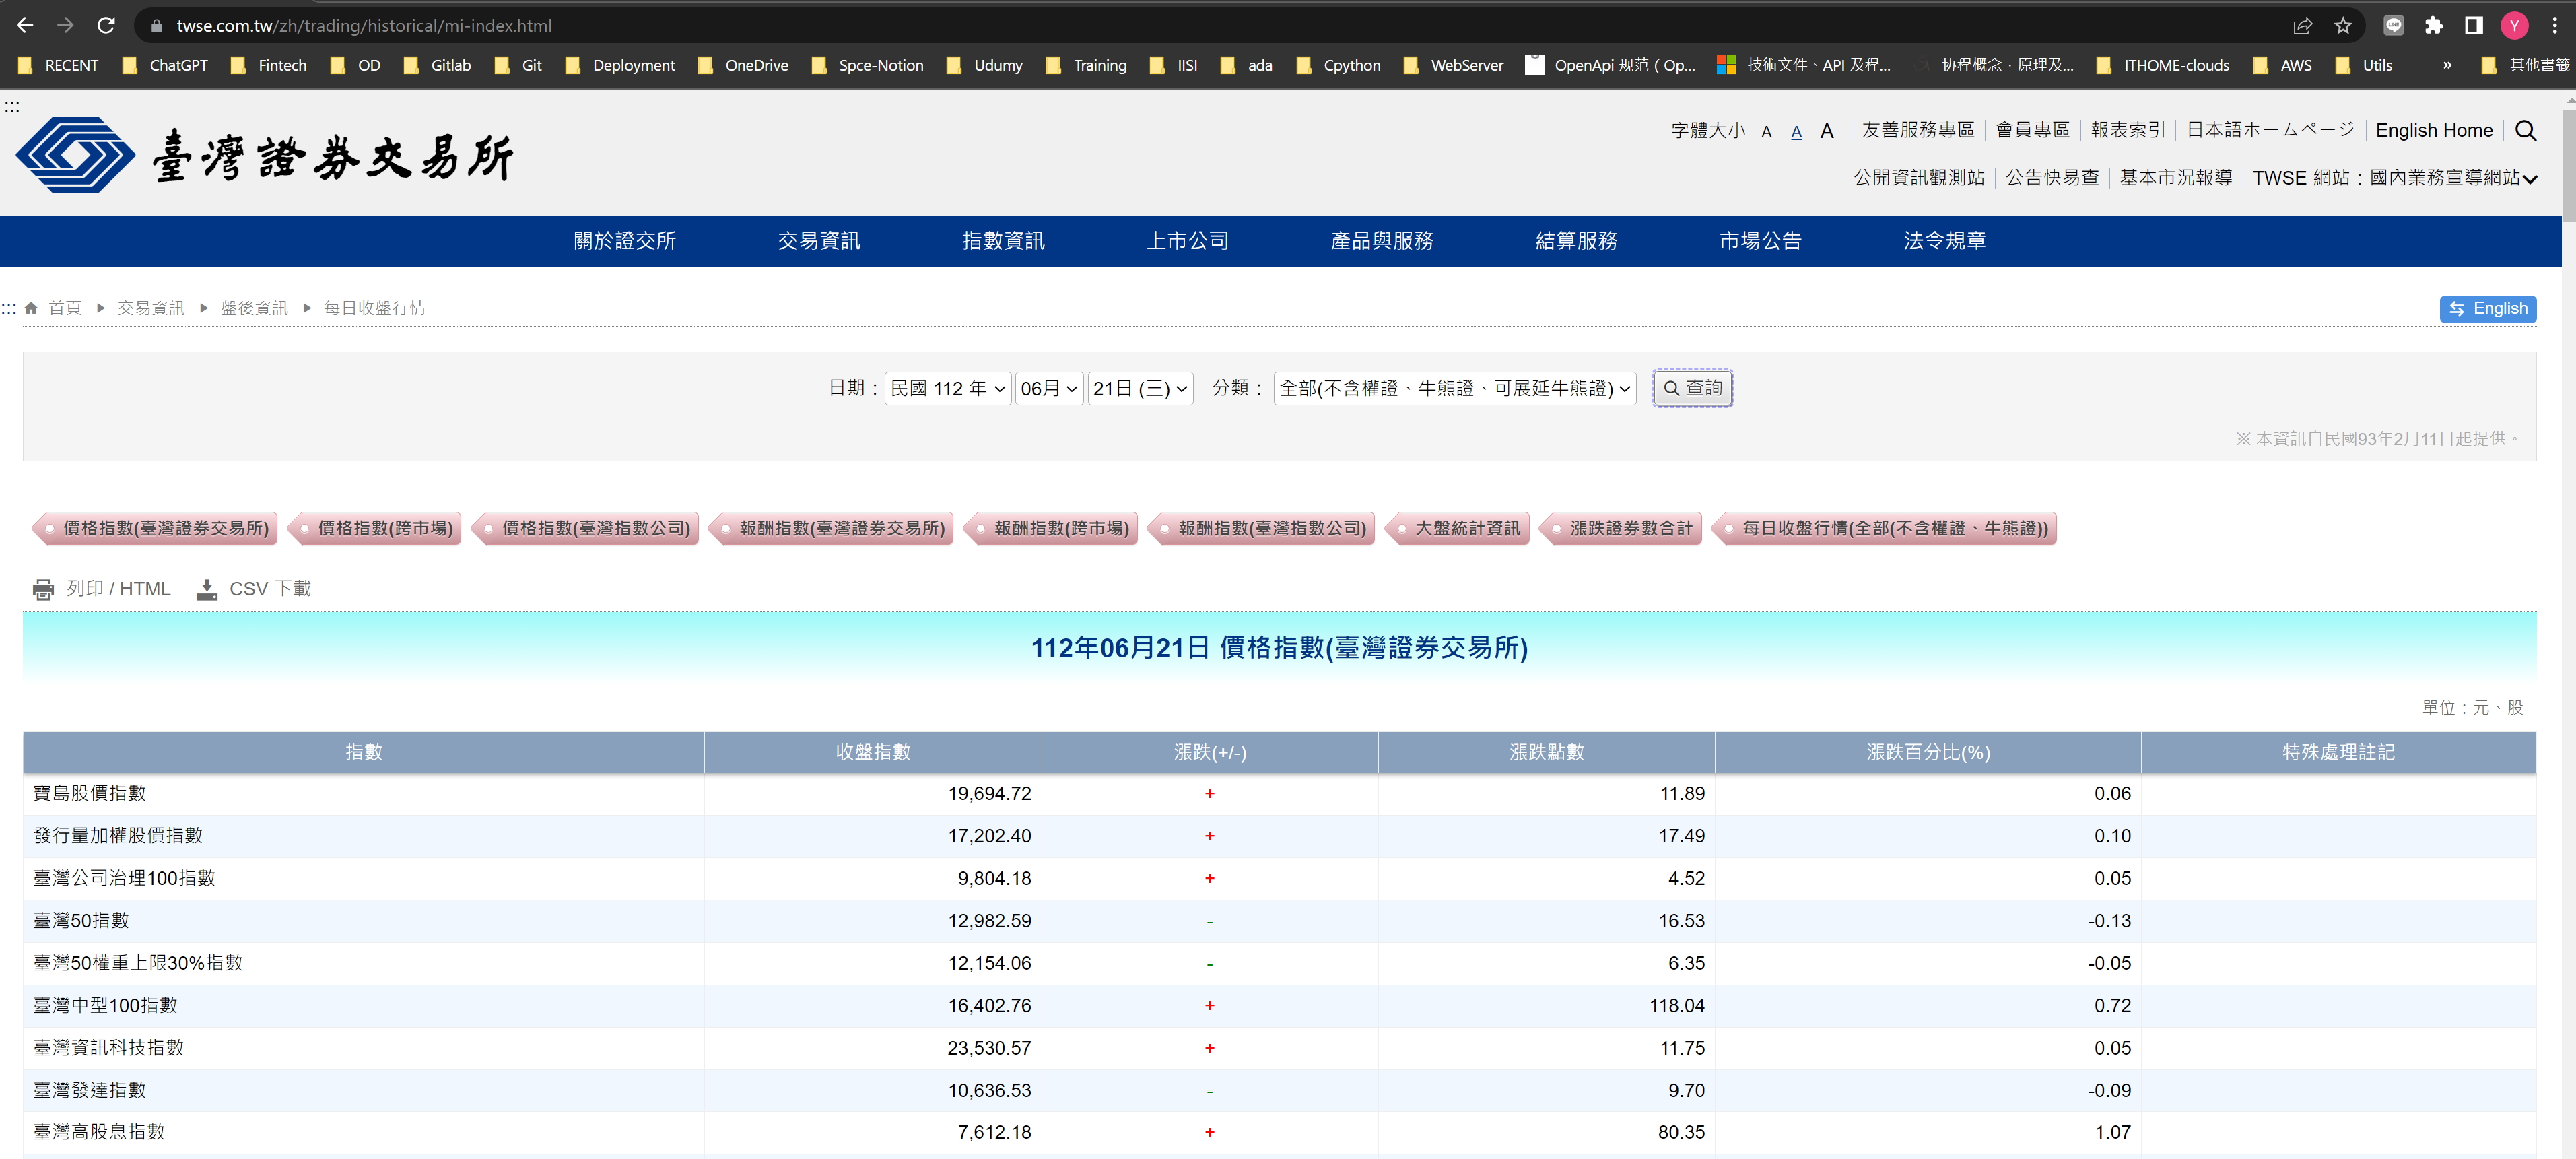 twse.com.tw/zh/trading/historical/mi-index.html
Y
RECENT ChatGPT Fintech OD Gitlab Git Deployment OneDrive Spce-Notion Udumy Training IISI ada Cpython WebServer OpenApi 规范 ( Op... 技術文件、API 及程... 协程概念，原理及... ITHOME-clouds AWS Utils » 其他書籤
:::
臺灣證券交易所
字體大小 A A A 友善服務專區 會員專區 報表索引 日本語ホームページ English Home
公開資訊觀測站 公告快易查 基本市況報導 TWSE 網站：國內業務宣導網站
關於證交所 交易資訊 指數資訊 上市公司 產品與服務 結算服務 市場公告 法令規章
::: 首頁 交易資訊 盤後資訊 每日收盤行情 English
日期： 民國 112 年 06月 21日 (三) 分類： 全部(不含權證、牛熊證、可展延牛熊證) 查詢
※ 本資訊自民國93年2月11日起提供。
價格指數(臺灣證券交易所) 價格指數(跨市場) 價格指數(臺灣指數公司) 報酬指數(臺灣證券交易所) 報酬指數(跨市場) 報酬指數(臺灣指數公司) 大盤統計資訊 漲跌證券數合計 每日收盤行情(全部(不含權證、牛熊證))
列印 / HTML CSV 下載
112年06月21日 價格指數(臺灣證券交易所)
單位：元、股
指數 收盤指數 漲跌(+/-) 漲跌點數 漲跌百分比(%) 特殊處理註記
寶島股價指數 19,694.72 + 11.89 0.06
發行量加權股價指數 17,202.40 + 17.49 0.10
臺灣公司治理100指數 9,804.18 + 4.52 0.05
臺灣50指數 12,982.59 - 16.53 -0.13
臺灣50權重上限30%指數 12,154.06 - 6.35 -0.05
臺灣中型100指數 16,402.76 + 118.04 0.72
臺灣資訊科技指數 23,530.57 + 11.75 0.05
臺灣發達指數 10,636.53 - 9.70 -0.09
臺灣高股息指數 7,612.18 + 80.35 1.07